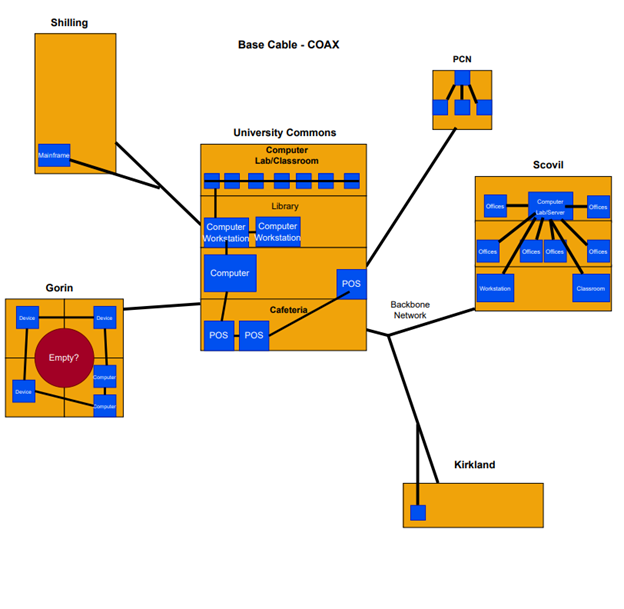 Shilling
Base Cable - COAX
PCN
Mainframe
University Commons
Computer
Lab/Classroom
Library
Computer
Workstation
Computer
Workstation
Computer
POS
Cafeteria
POS
POS
Scovil
Offices
Computer
Lab/Server
Offices
Offices
Offices
Offices
Offices
Workstation
Classroom
Gorin
Device
Device
Empty?
Computer
Device
Computer
Backbone
Network
Kirkland